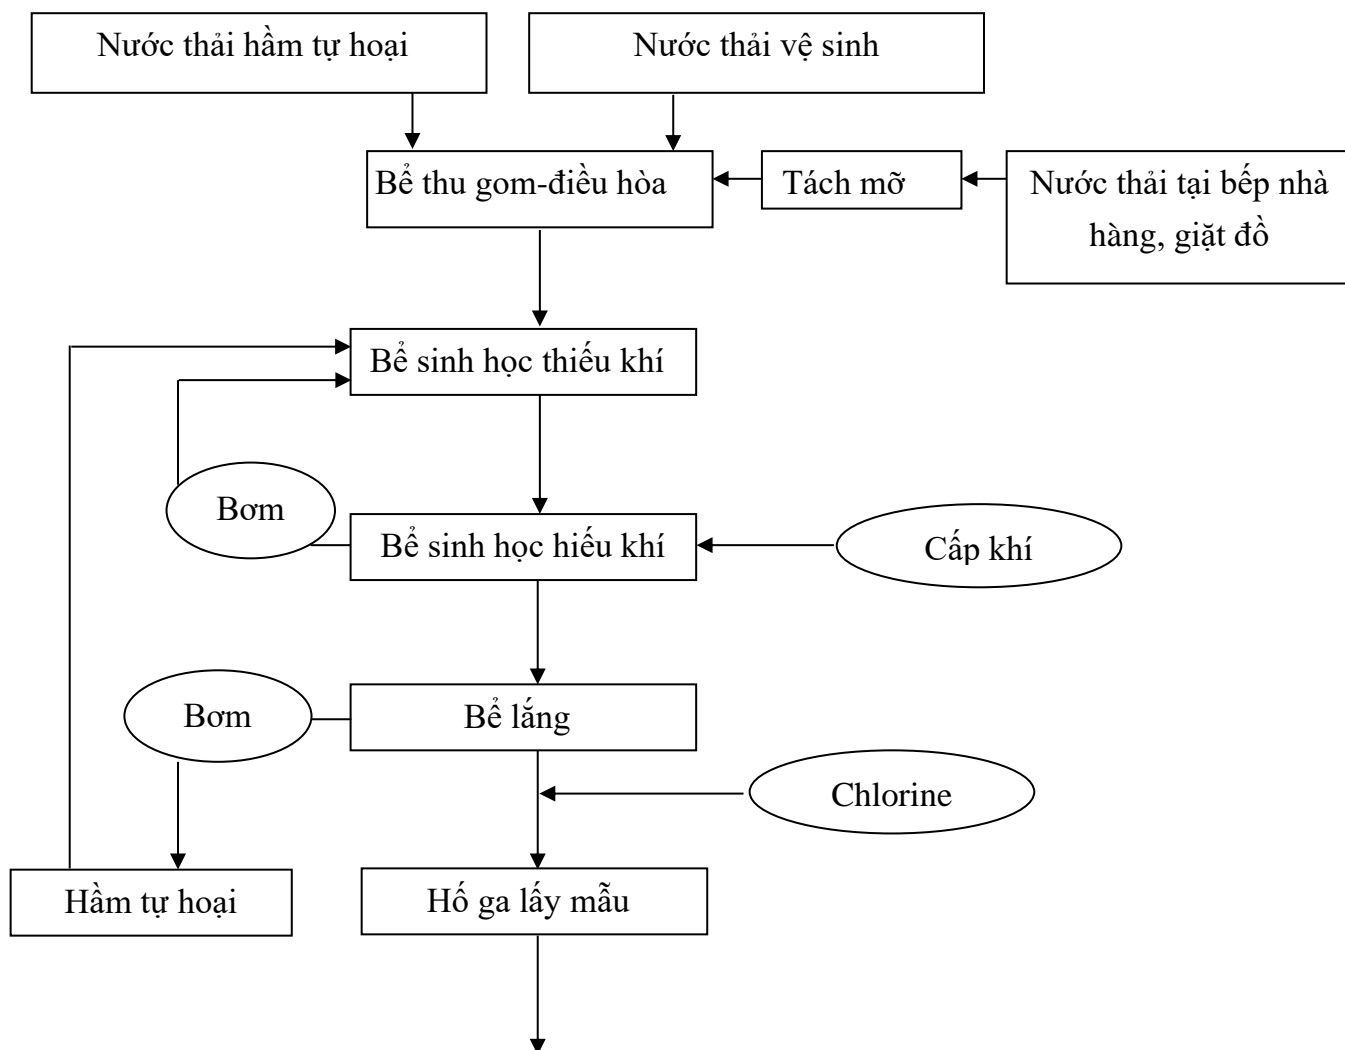 Nước thải hầm tự hoại
Nước thải vệ sinh
Bể thu gom-điều hòa
Tách mỡ
Nước thải tại bếp nhà
hàng, giặt đồ
Bể sinh học thiếu khí
Bơm
Bể sinh học hiếu khí
Cấp khí
Bơm
Bể lắng
Chlorine
Hầm tự hoại
Hố ga lấy mẫu